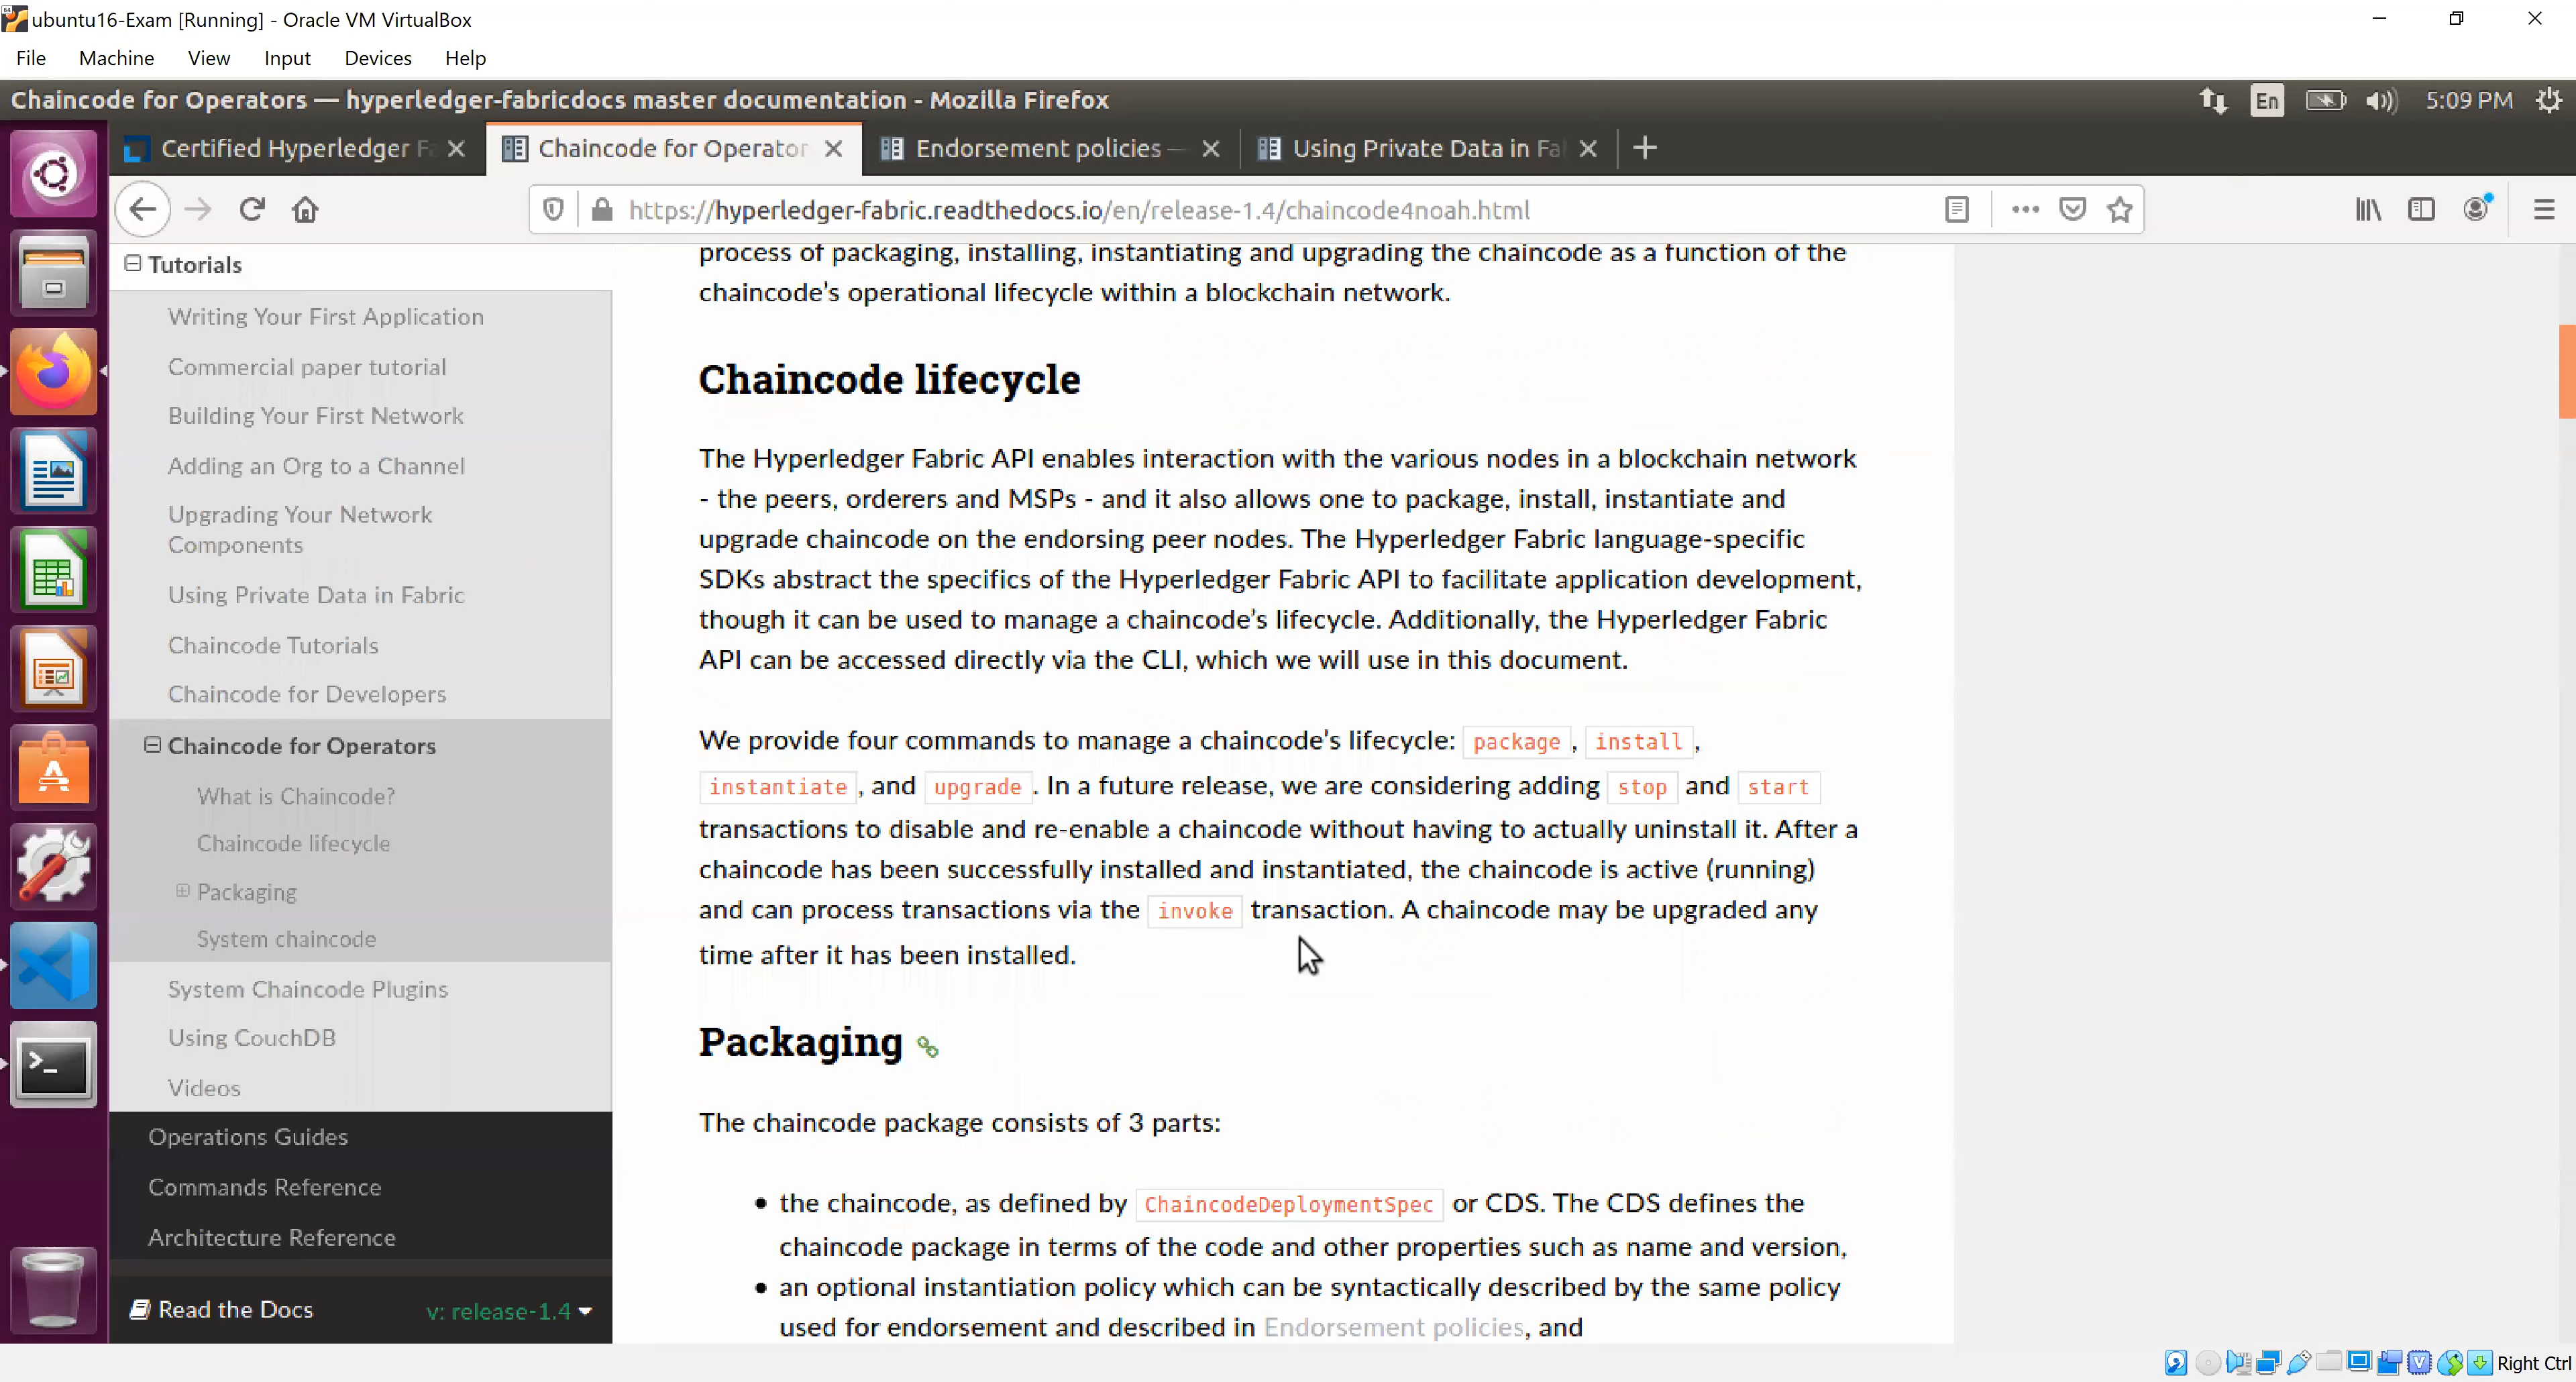 ubuntu16-Exam [Running] - Oracle VM VirtualBox
File Machine View Input Devices Help
Chaincode for Operators — hyperledger-fabricdocs master documentation - Mozilla Firefox
En 5:09 PM
Certified Hyperledger Fa
Chaincode for Operator
Endorsement policies —
Using Private Data in Fa
https://hyperledger-fabric.readthedocs.io/en/release-1.4/chaincode4noah.html
Tutorials
Writing Your First Application
Commercial paper tutorial
Building Your First Network
Adding an Org to a Channel
Upgrading Your Network
Components
Using Private Data in Fabric
Chaincode Tutorials
Chaincode for Developers
Chaincode for Operators
What is Chaincode?
Chaincode lifecycle
Packaging
System chaincode
System Chaincode Plugins
Using CouchDB
Videos
Operations Guides
Commands Reference
Architecture Reference
Read the Docs v: release-1.4
process of packaging, installing, instantiating and upgrading the chaincode as a function of the
chaincode’s operational lifecycle within a blockchain network.
Chaincode lifecycle
The Hyperledger Fabric API enables interaction with the various nodes in a blockchain network
- the peers, orderers and MSPs - and it also allows one to package, install, instantiate and
upgrade chaincode on the endorsing peer nodes. The Hyperledger Fabric language-specific
SDKs abstract the specifics of the Hyperledger Fabric API to facilitate application development,
though it can be used to manage a chaincode’s lifecycle. Additionally, the Hyperledger Fabric
API can be accessed directly via the CLI, which we will use in this document.
We provide four commands to manage a chaincode’s lifecycle: package, install,
instantiate, and upgrade. In a future release, we are considering adding stop and start
transactions to disable and re-enable a chaincode without having to actually uninstall it. After a
chaincode has been successfully installed and instantiated, the chaincode is active (running)
and can process transactions via the invoke transaction. A chaincode may be upgraded any
time after it has been installed.
Packaging
The chaincode package consists of 3 parts:
• the chaincode, as defined by ChaincodeDeploymentSpec or CDS. The CDS defines the
chaincode package in terms of the code and other properties such as name and version,
• an optional instantiation policy which can be syntactically described by the same policy
used for endorsement and described in Endorsement policies, and
Right Ctrl